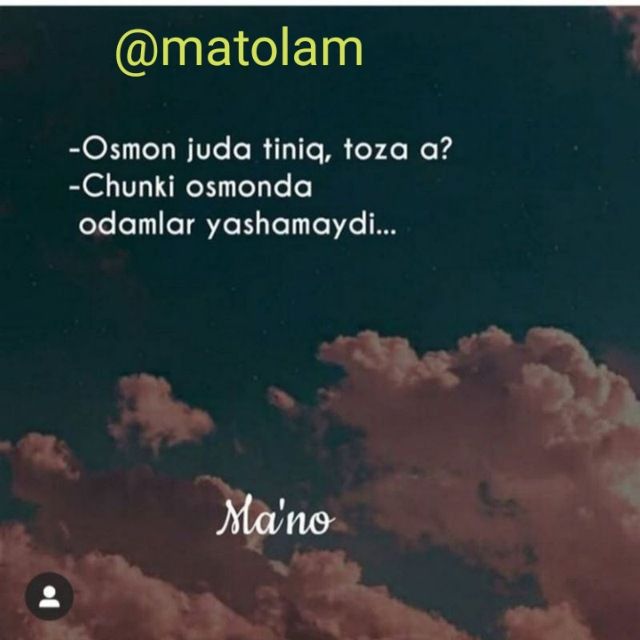 @matolam
-Osmon juda tiniq, toza a?
-Chunki osmonda
odamlar yashamaydi...
Ma'no